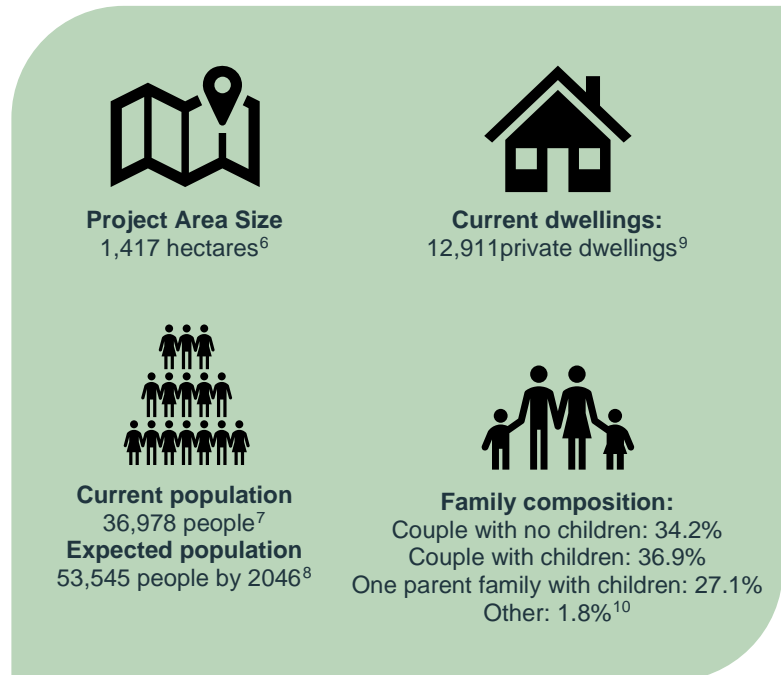 Project Area Size
1,417 hectares⁶
Current dwellings:
12,911private dwellings⁹
Current population
36,978 people⁷
Expected population
53,545 people by 2046⁸
Family composition:
Couple with no children: 34.2%
Couple with children: 36.9%
One parent family with children: 27.1%
Other: 1.8%¹⁰